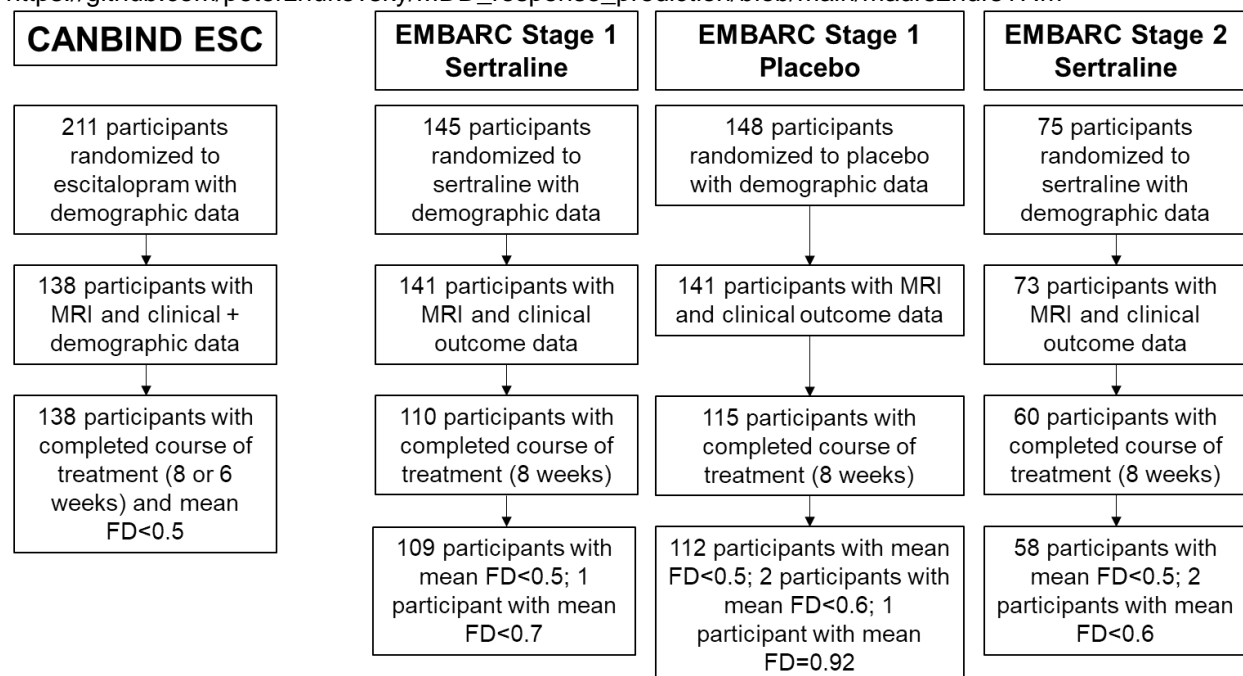 CANBIND ESC
211 participants
randomized to
escitalopram with
demographic data
138 participants with
MRI and clinical +
demographic data
138 participants with
completed course of
treatment (8 or 6
weeks) and mean
FD<0.5
EMBARC Stage 1
Sertraline
145 participants
randomized to
sertraline with
demographic data
141 participants with
MRI and clinical
outcome data
110 participants with
completed course of
treatment (8 weeks)
109 participants with
mean FD<0.5; 1
participant with mean
FD<0.7
EMBARC Stage 1
Placebo
148 participants
randomized to placebo
with demographic data
141 participants with MRI
and clinical outcome data
115 participants with
completed course of
treatment (8 weeks)
112 participants with mean
FD<0.5; 2 participants with
mean FD<0.6; 1
participant with mean
FD=0.92
EMBARC Stage 2
Sertraline
75 participants
randomized to
sertraline with
demographic data
73 participants with
MRI and clinical
outcome data
60 participants with
completed course of
treatment (8 weeks)
58 participants with
mean FD<0.5; 2
participants with mean
FD<0.6